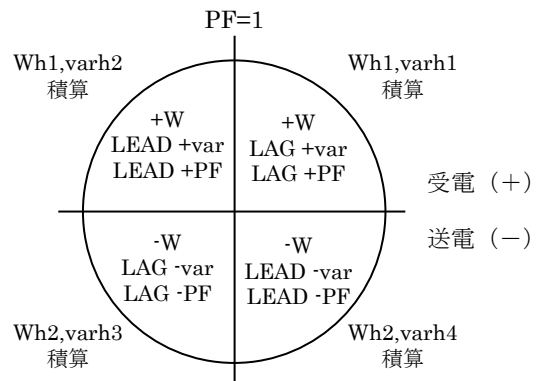 PF=1
Wh1,varh2
積算
Wh1,varh1
積算
+W
LEAD +var
LEAD +PF
+W
LAG +var
LAG +PF
受電（＋）
送電（－）
-W
LAG -var
LAG -PF
-W
LEAD -var
LEAD -PF
Wh2,varh3
積算
Wh2,varh4
積算